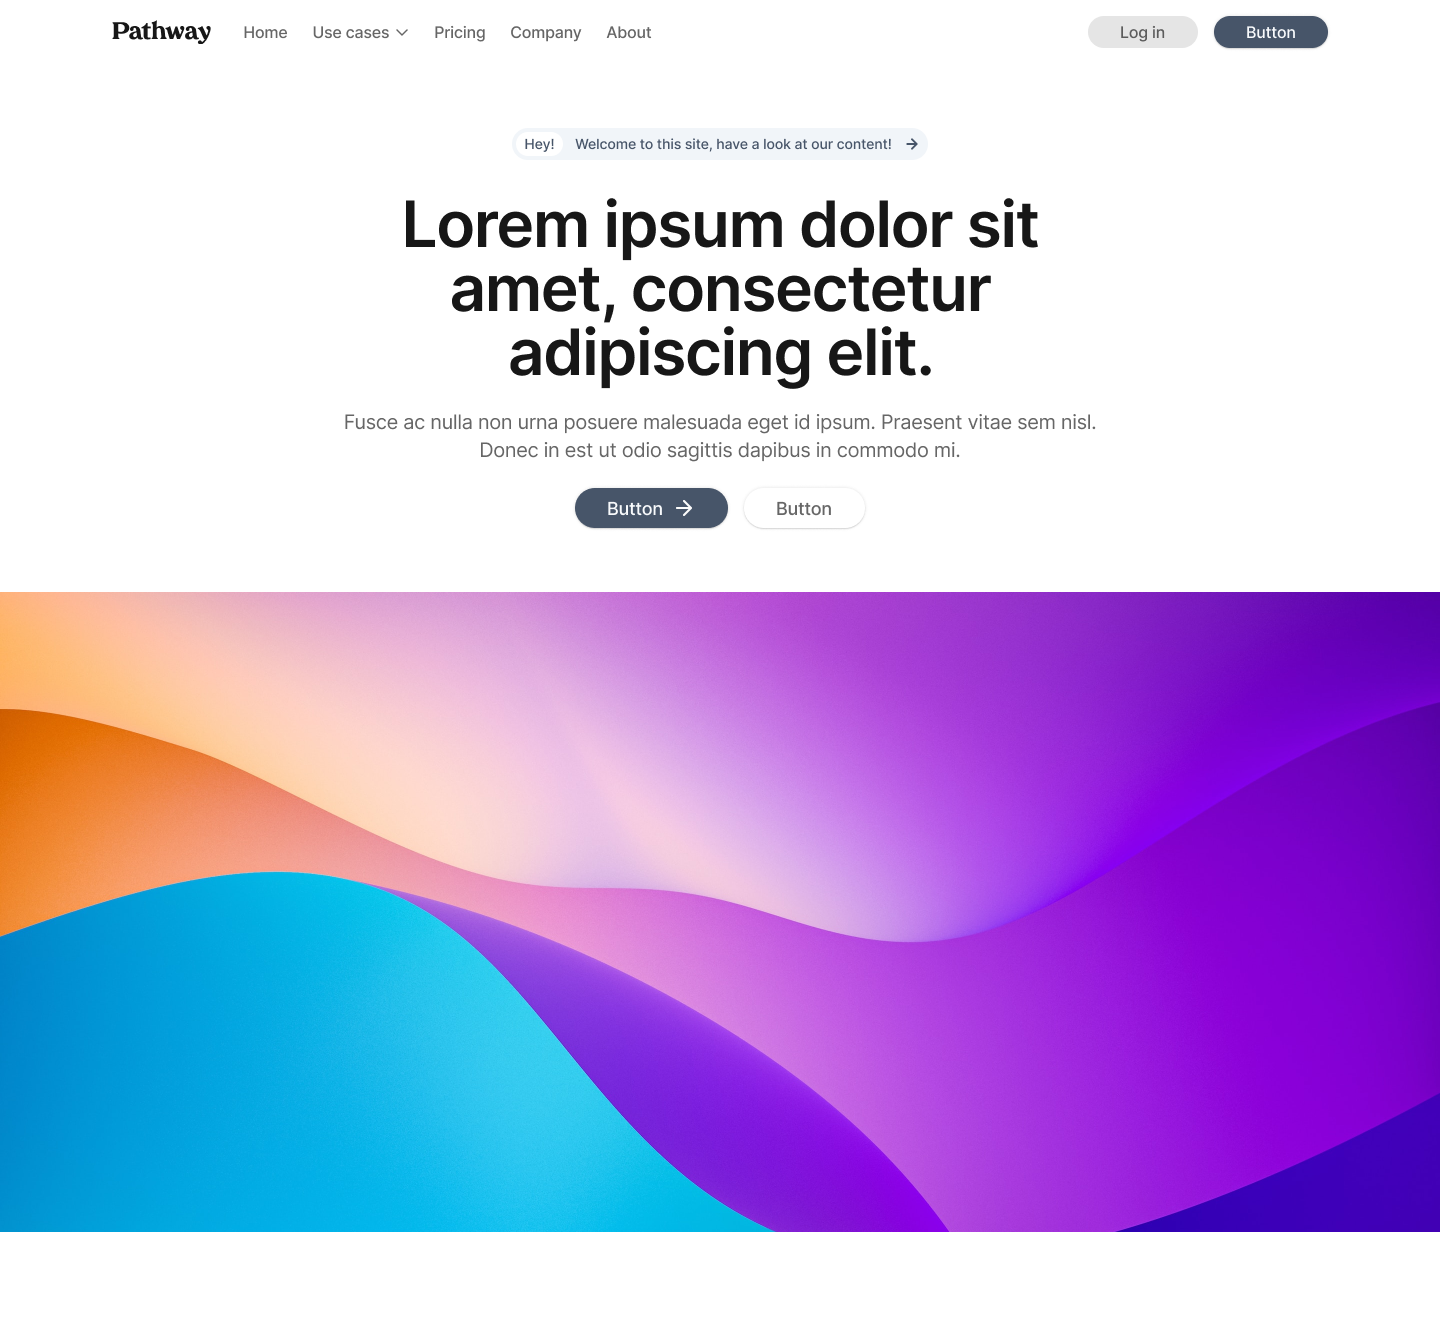 Pathway Home Use cases Pricing Company About Log in Button
Hey! Welcome to this site, have a look at our content!
Lorem ipsum dolor sit
amet, consectetur
adipiscing elit.
Fusce ac nulla non urna posuere malesuada eget id ipsum. Praesent vitae sem nisl.
Donec in est ut odio sagittis dapibus in commodo mi.
Button Button